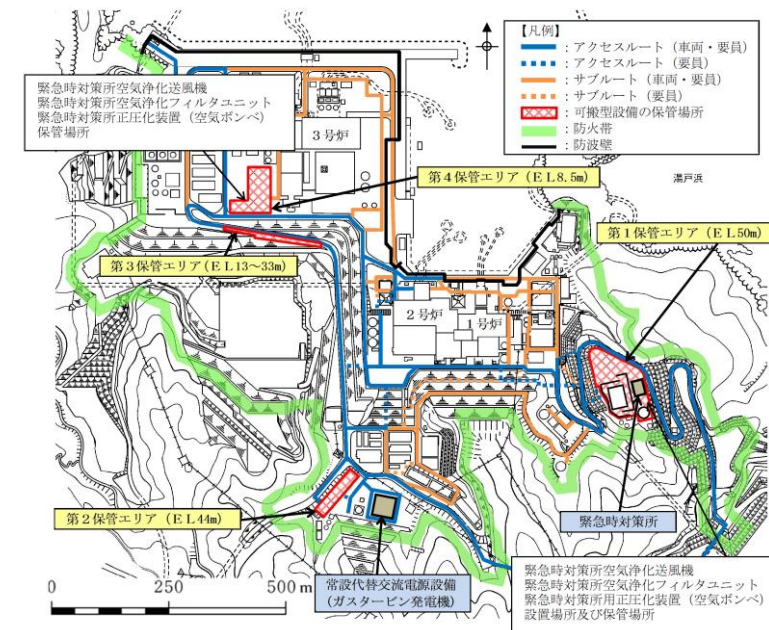 【凡例】
：アクセスルート（車両・要員）
：アクセスルート（要員）
：サブルート（車両・要員）
：サブルート（要員）
：可搬型設備の保管場所
：防火帯
：防波壁
緊急時対策所空気浄化送風機
緊急時対策所空気浄化フィルタユニット
緊急時対策所正圧化装置（空気ボンベ）
保管場所
3号炉
湯戸浜
第4保管エリア（EL8.5m）
第1保管エリア（EL50m）
第3保管エリア（EL13～33m）
2号炉
1号炉
第2保管エリア（EL44m）
緊急時対策所
常設代替交流電源設備
（ガスタービン発電機）
緊急時対策所空気浄化送風機
緊急時対策所空気浄化フィルタユニット
緊急時対策所用正圧化装置（空気ボンベ）
設置場所及び保管場所
0 250 500 m